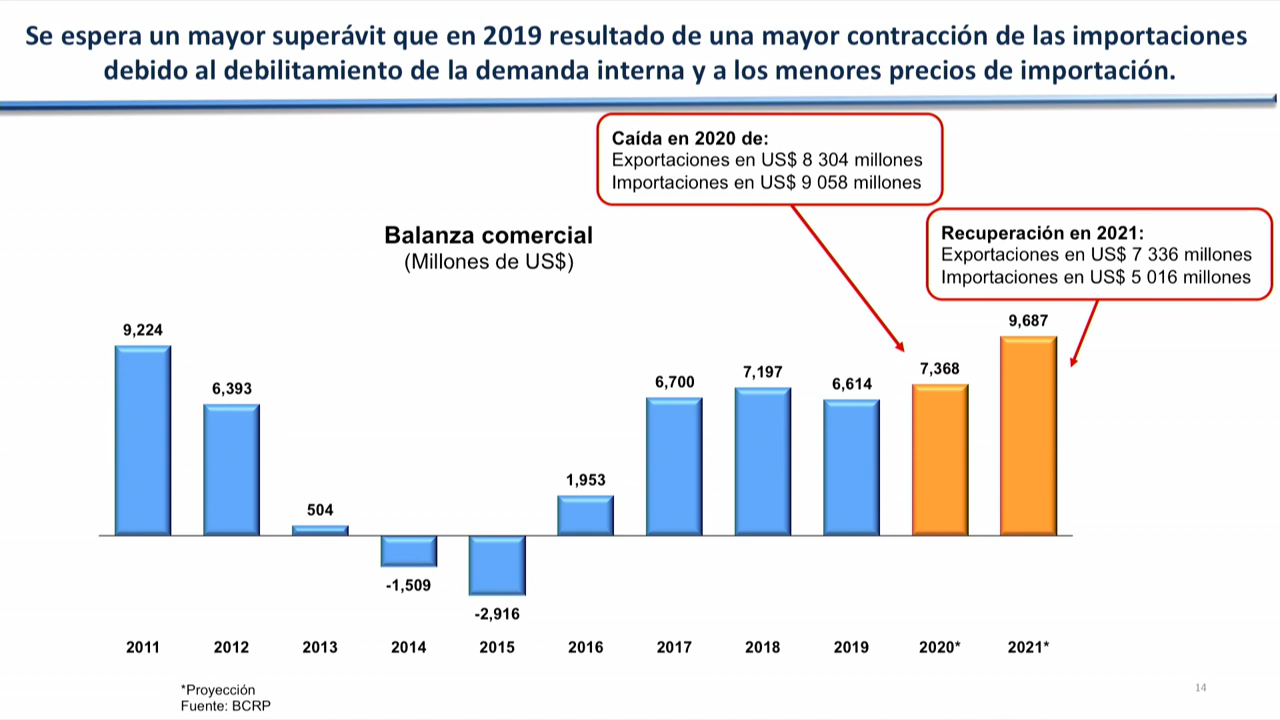 Se espera un mayor superávit que en 2019 resultado de una mayor contracción de las importaciones
debido al debilitamiento de la demanda interna y a los menores precios de importación.
Caída en 2020 de:
Exportaciones en US$ 8 304 millones
Importaciones en US$ 9 058 millones
Recuperación en 2021:
Exportaciones en US$ 7 336 millones
Importaciones en US$ 5 016 millones
Balanza comercial
(Millones de US$)
9,224
6,393
504
-1,509
-2,916
1,953
6,700
7,197
6,614
7,368
9,687
2011 2012 2013 2014 2015 2016 2017 2018 2019 2020* 2021*
*Proyección
Fuente: BCRP
14